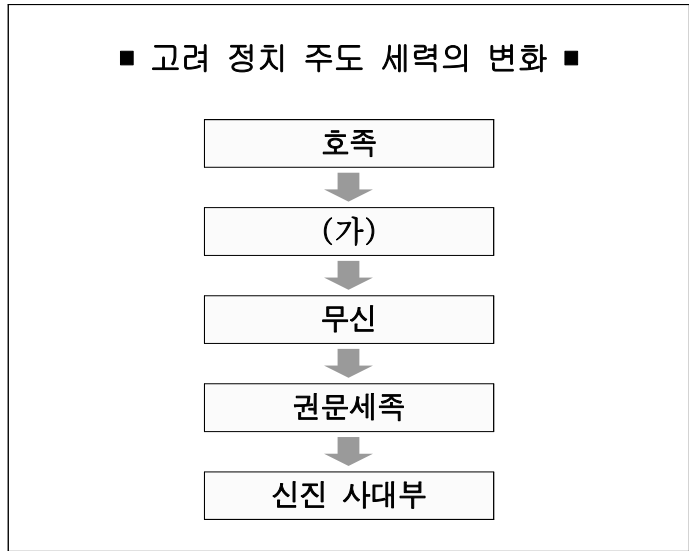 ■ 고려 정치 주도 세력의 변화 ■
호족
(가)
무신
권문세족
신진 사대부